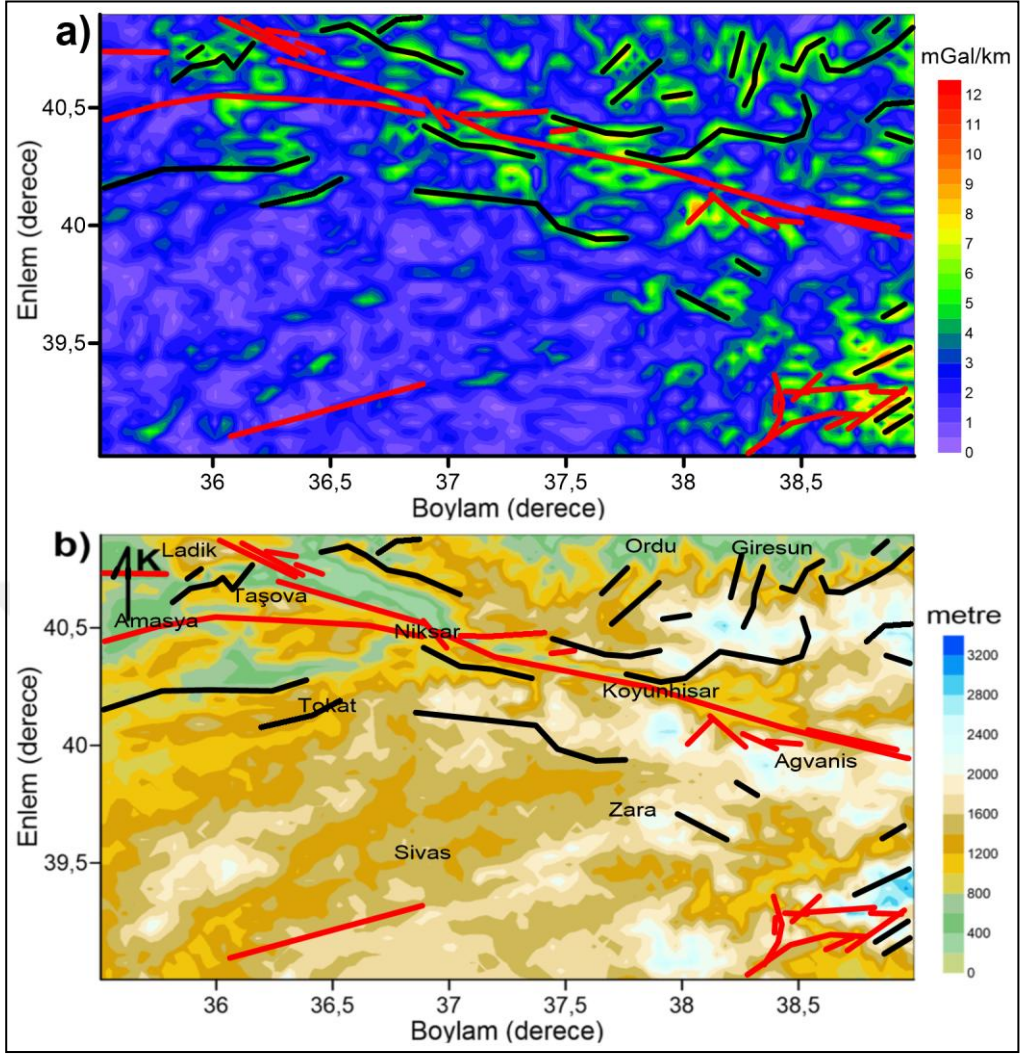 a)
mGal/km
12
11
10
9
8
7
6
5
4
3
2
1
0
40,5
40
39,5
Enlem (derece)
36
36,5
37
37,5
38
38,5
Boylam (derece)
b)
K
Ladik
Ordu
Giresun
Taşova
Amasya
Niksar
Koyunhisar
Tokat
Agvanis
Zara
Sivas
metre
3200
2800
2400
2000
1600
1200
800
400
0
40,5
40
39,5
Enlem (derece)
36
36,5
37
37,5
38
38,5
Boylam (derece)